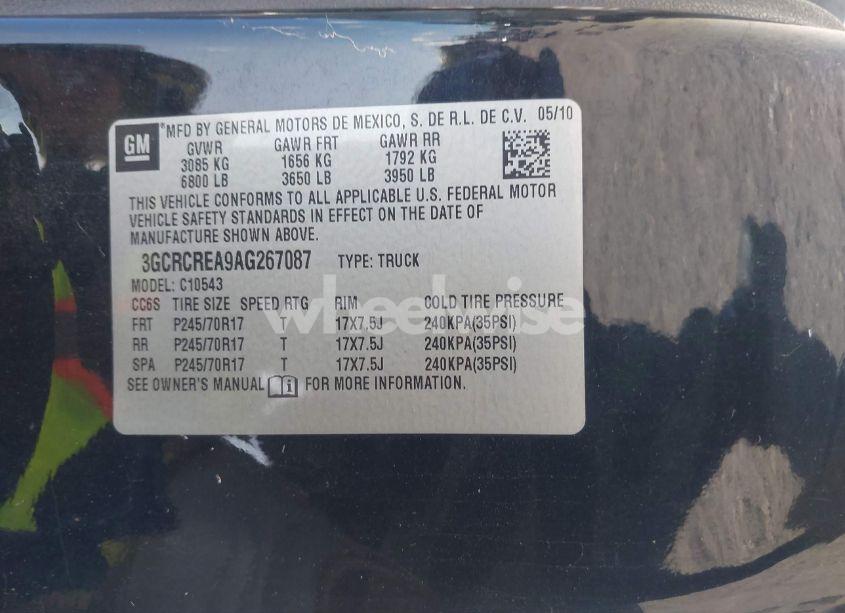 GM
*MFD BY GENERAL MOTORS DE MEXICO, S. DE R.L. DE C.V. 05/10
GVWR GAWR FRT GAWR RR
3085 KG 1656 KG 1792 KG
6800 LB 3650 LB 3950 LB
THIS VEHICLE CONFORMS TO ALL APPLICABLE U.S. FEDERAL MOTOR
VEHICLE SAFETY STANDARDS IN EFFECT ON THE DATE OF
MANUFACTURE SHOWN ABOVE.
3GCRCREA9AG267087 TYPE: TRUCK
MODEL: C10543
CC6S TIRE SIZE SPEED RTG RIM COLD TIRE PRESSURE
FRT P245/70R17 T 17X7.5J 240KPA(35PSI)
RR P245/70R17 T 17X7.5J 240KPA(35PSI)
SPA P245/70R17 T 17X7.5J 240KPA(35PSI)
SEE OWNER'S MANUAL FOR MORE INFORMATION.